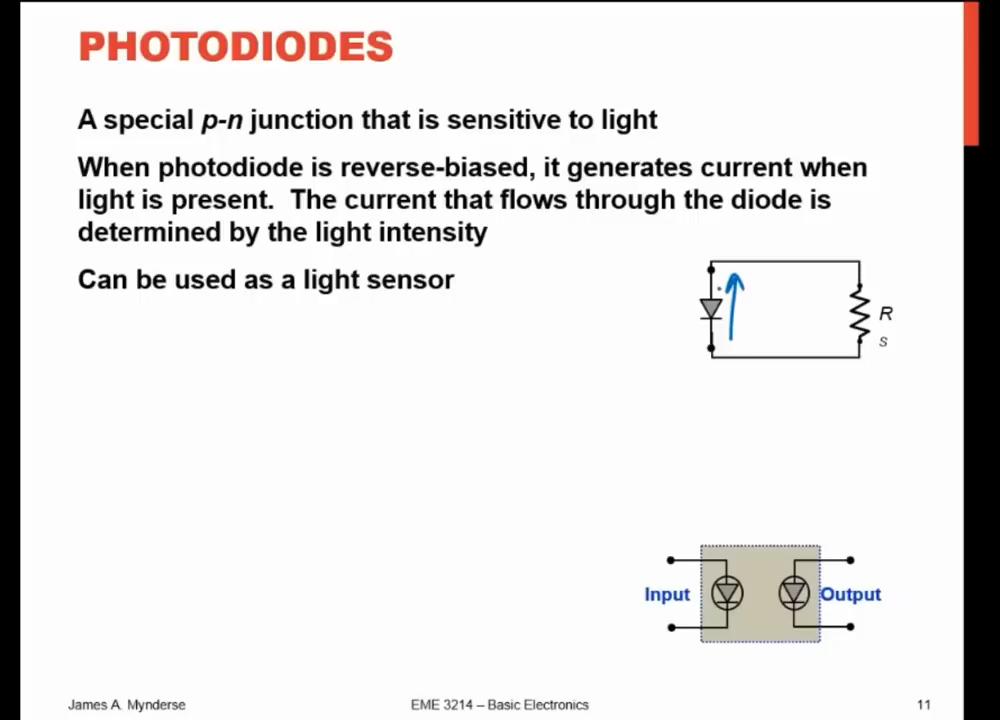 PHOTODIODES
A special p-n junction that is sensitive to light
When photodiode is reverse-biased, it generates current when
light is present.  The current that flows through the diode is
determined by the light intensity
Can be used as a light sensor
R
s
Input
Output
James A. Mynderse
EME 3214 – Basic Electronics
11